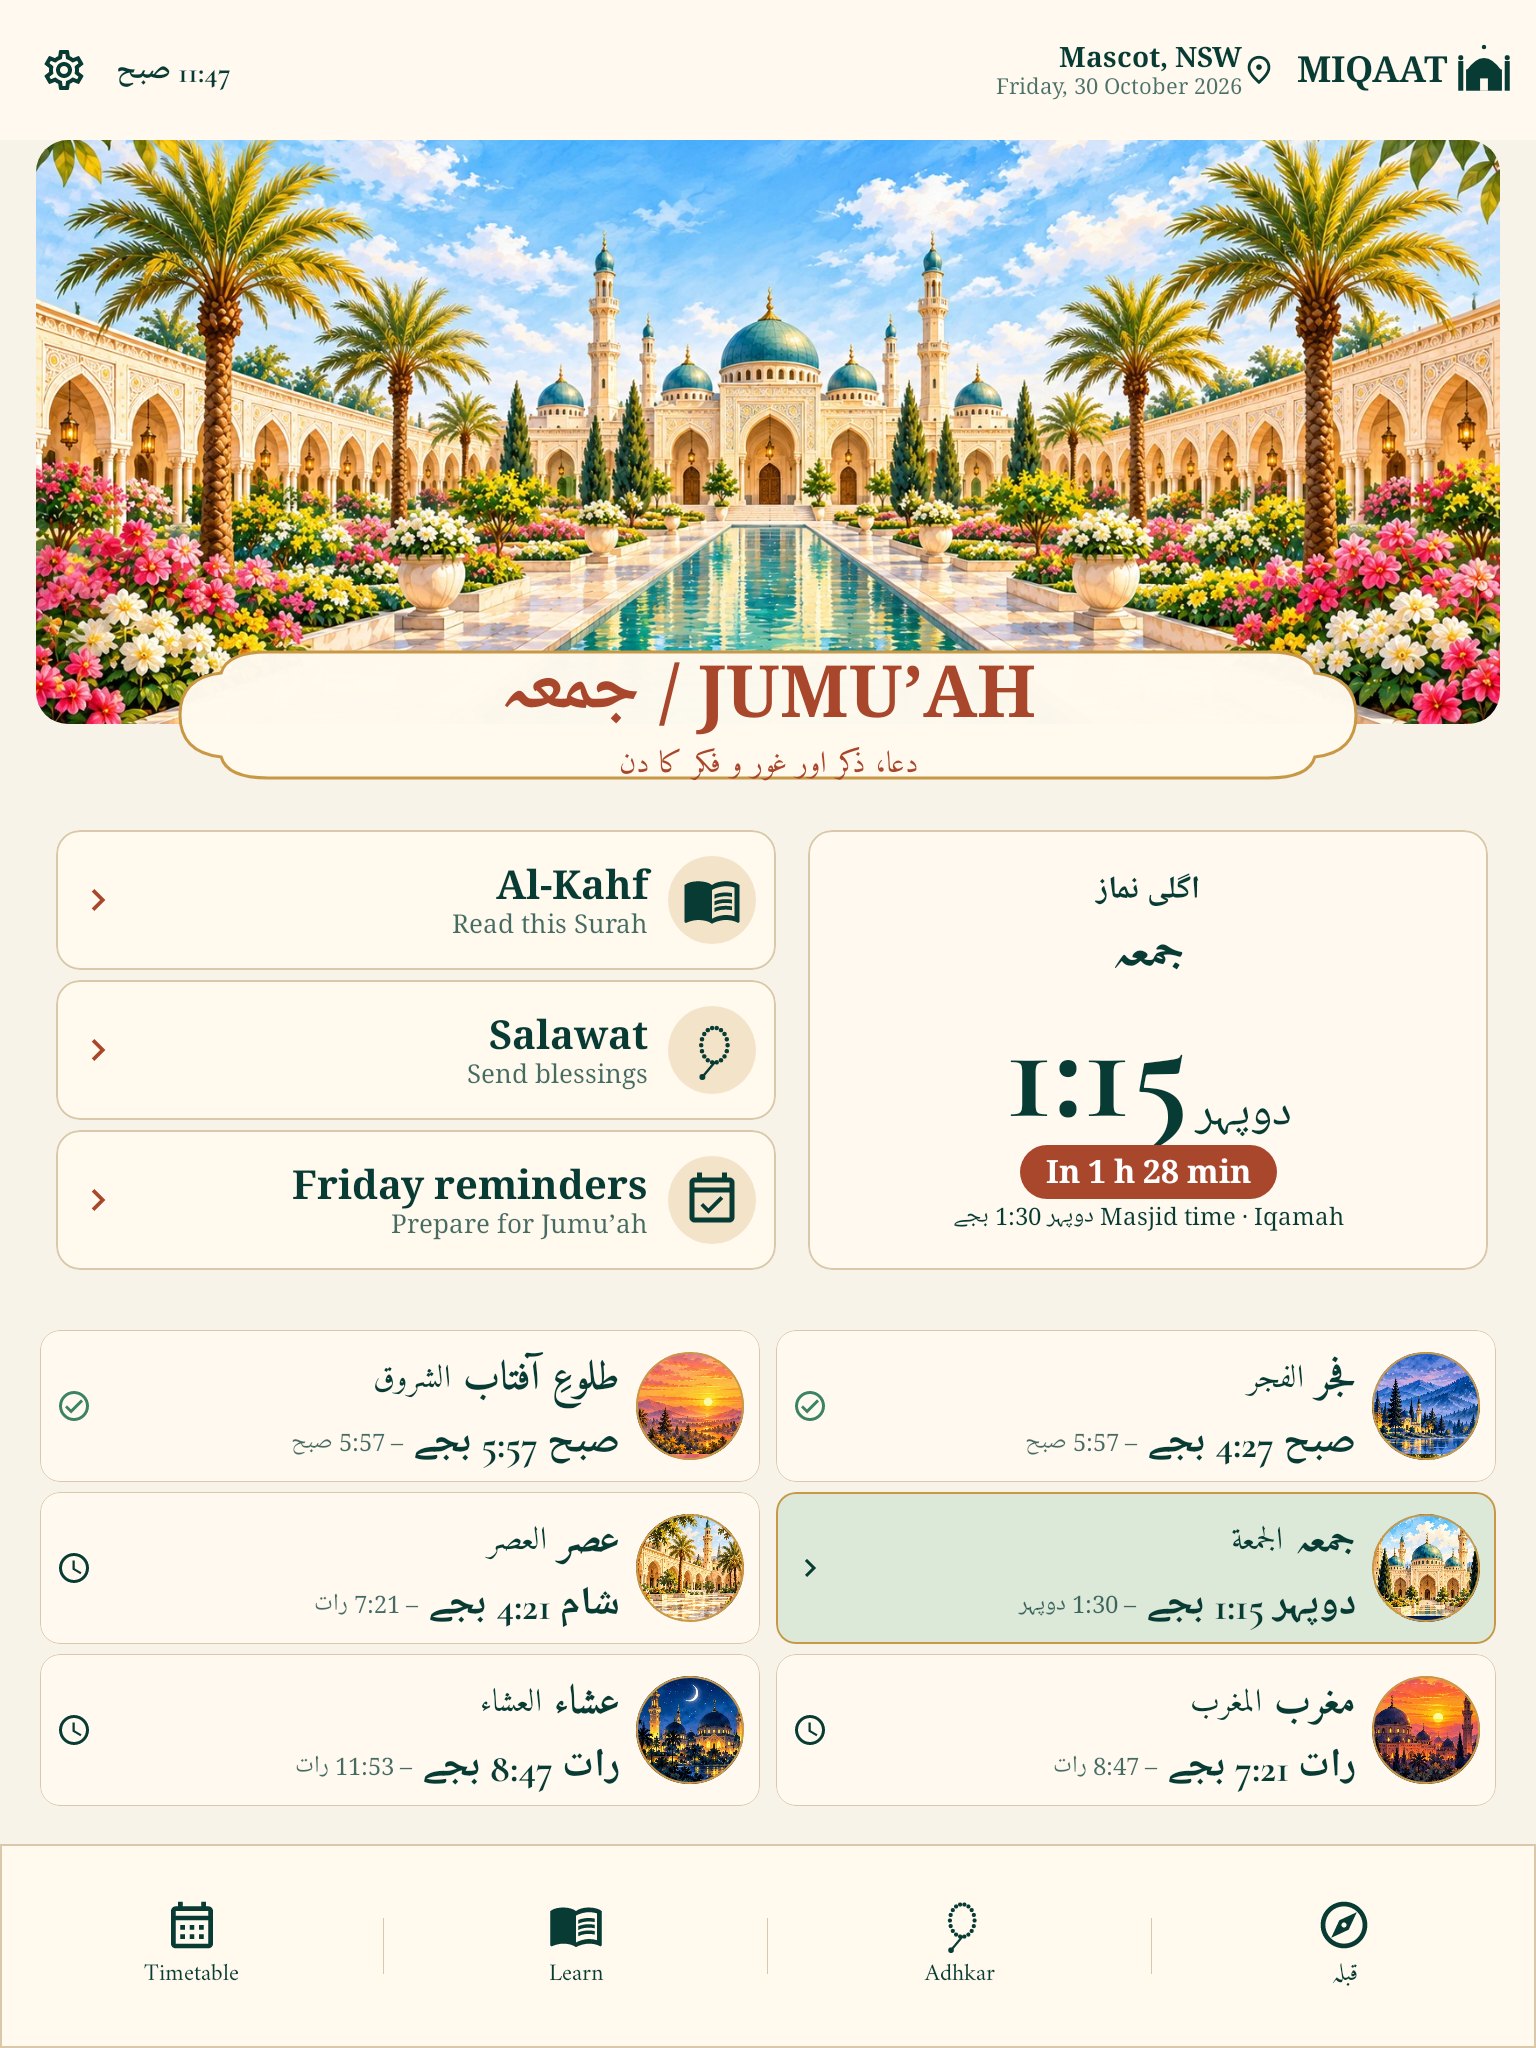 MIQAAT
Mascot, NSW
Friday, 30 October 2026
11:47 صبح
جمعہ / JUMU’AH
دعا، ذکر اور غور و فکر کا دن
اگلی نماز
جمعہ
1:15 دوپہر
In 1 h 28 min
Masjid time · Iqamah 1:30 دوپہر بجے
Al-Kahf
Read this Surah
Salawat
Send blessings
Friday reminders
Prepare for Jumu’ah
فجر الفجر
صبح 4:27 بجے – 5:57 صبح
طلوعِ آفتاب الشروق
صبح 5:57 بجے – 5:57 صبح
جمعہ الجمعة
دوپہر 1:15 بجے – 1:30 دوپہر
عصر العصر
شام 4:21 بجے – 7:21 رات
مغرب المغرب
رات 7:21 بجے – 8:47 رات
عشاء العشاء
رات 8:47 بجے – 11:53 رات
قبلہ
Adhkar
Learn
Timetable